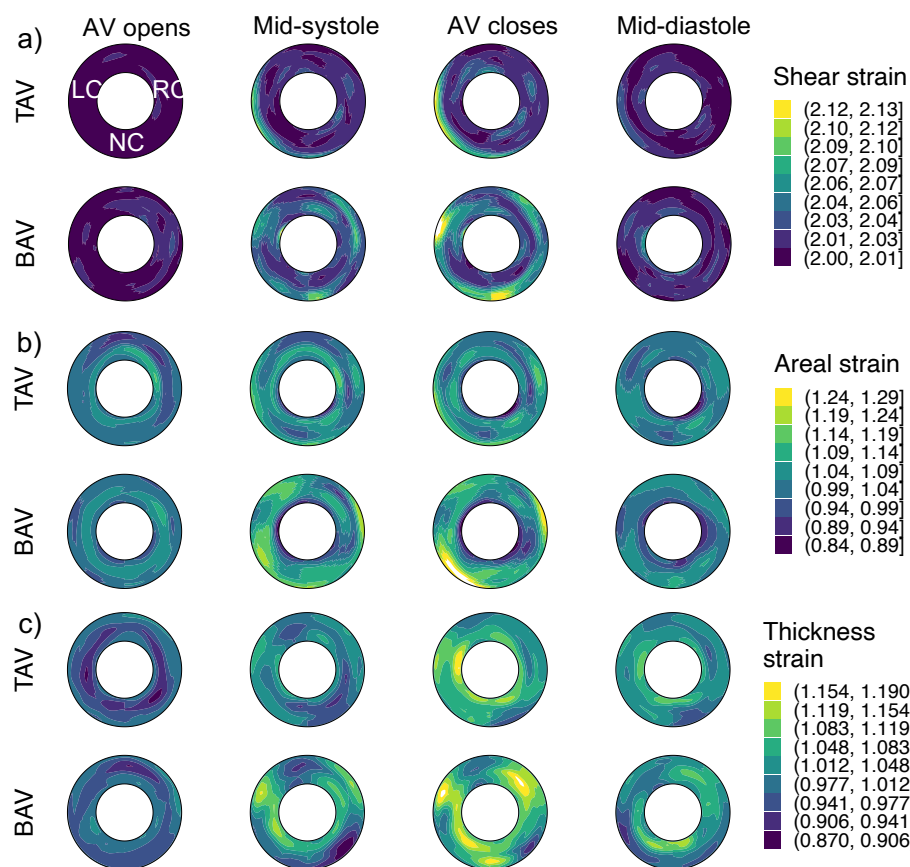 a)
AV opens
Mid-systole
AV closes
Mid-diastole
TAV
LC
RC
NC
BAV
Shear strain
(2.12, 2.13]
(2.10, 2.12]
(2.09, 2.10]
(2.07, 2.09]
(2.06, 2.07]
(2.04, 2.06]
(2.03, 2.04]
(2.01, 2.03]
(2.00, 2.01]
b)
TAV
BAV
Areal strain
(1.24, 1.29]
(1.19, 1.24]
(1.14, 1.19]
(1.09, 1.14]
(1.04, 1.09]
(0.99, 1.04]
(0.94, 0.99]
(0.89, 0.94]
(0.84, 0.89]
c)
TAV
BAV
Thickness
strain
(1.154, 1.190
(1.119, 1.154
(1.083, 1.119
(1.048, 1.083
(1.012, 1.048
(0.977, 1.012
(0.941, 0.977
(0.906, 0.941
(0.870, 0.906